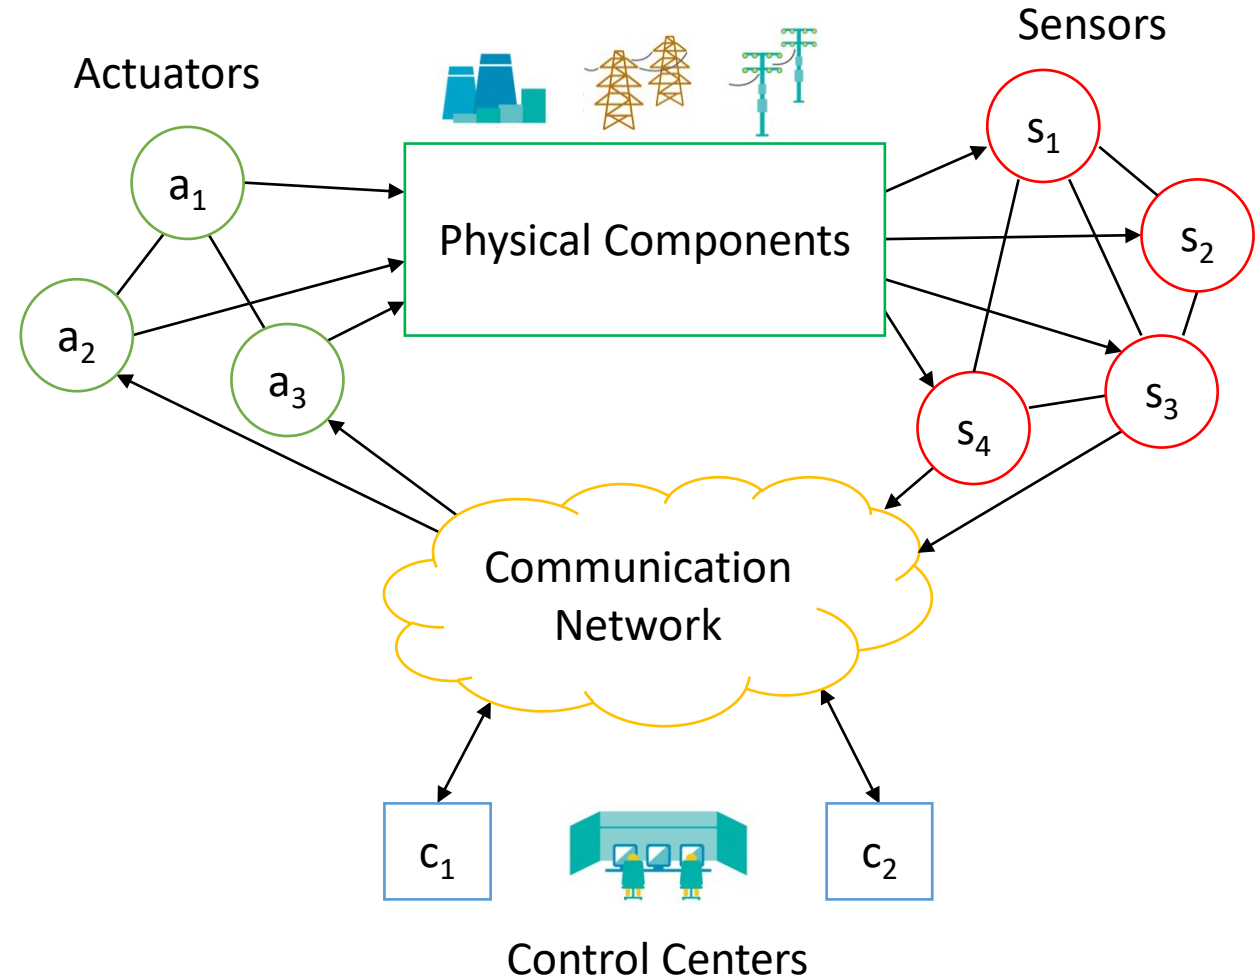 Sensors
Actuators
s1
a1
Physical Components
s2
a2
a3
s3
s4
Communication
Network
c1
c2
Control Centers